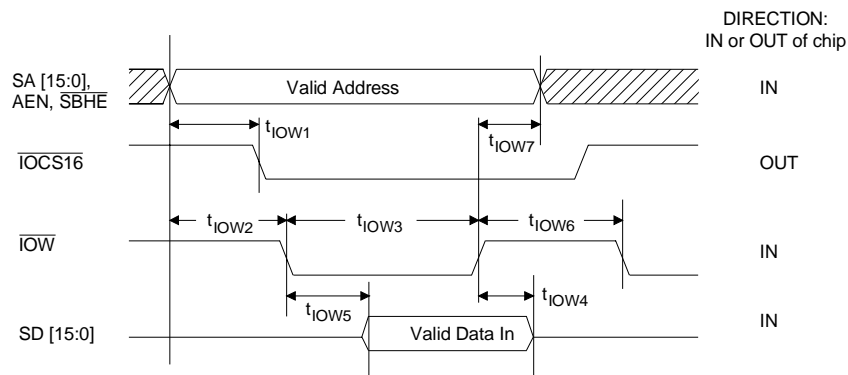 DIRECTION:
IN or OUT of chip
SA [15:0],
AEN, SBHE
Valid Address
IN
tIOW1
tIOW7
IOCS16
OUT
tIOW2
tIOW3
tIOW6
IOW
IN
tIOW5
tIOW4
SD [15:0]
Valid Data In
IN